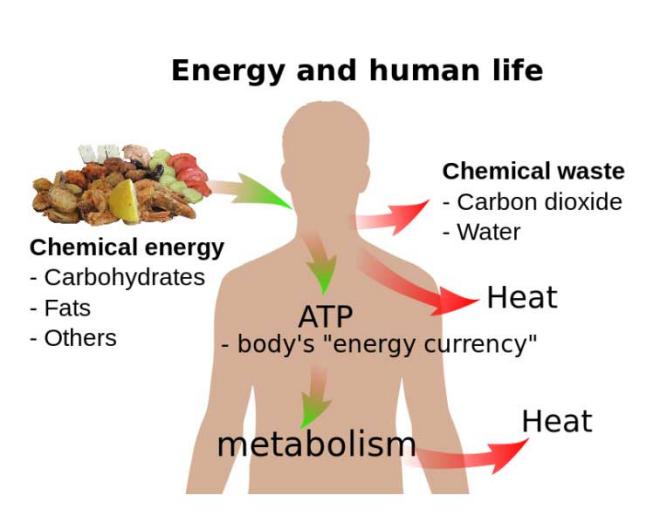 Energy and human life
Chemical energy
- Carbohydrates
- Fats
- Others
Chemical waste
- Carbon dioxide
- Water
Heat
ATP
- body's "energy currency"
metabolism
Heat